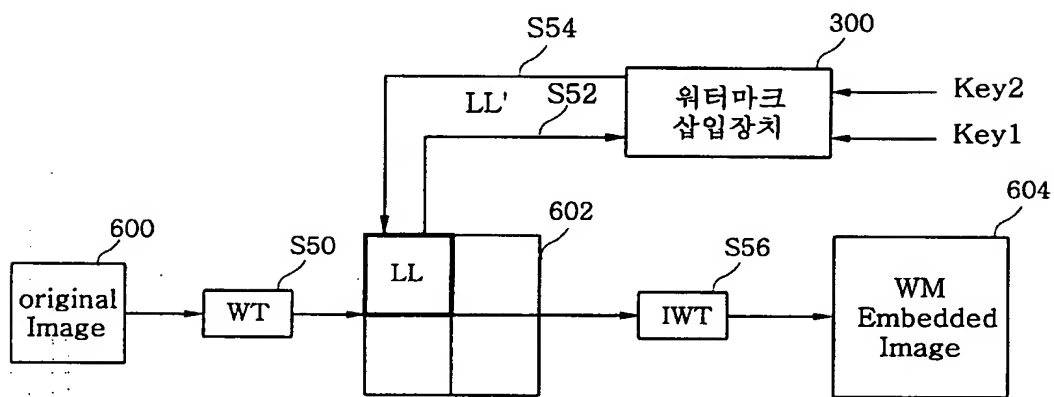 S54
300
LL'
S52
워터마크
삽입장치
Key2
Key1
600
S50
602
604
LL
S56
original
Image
WT
IWT
WM
Embedded
Image